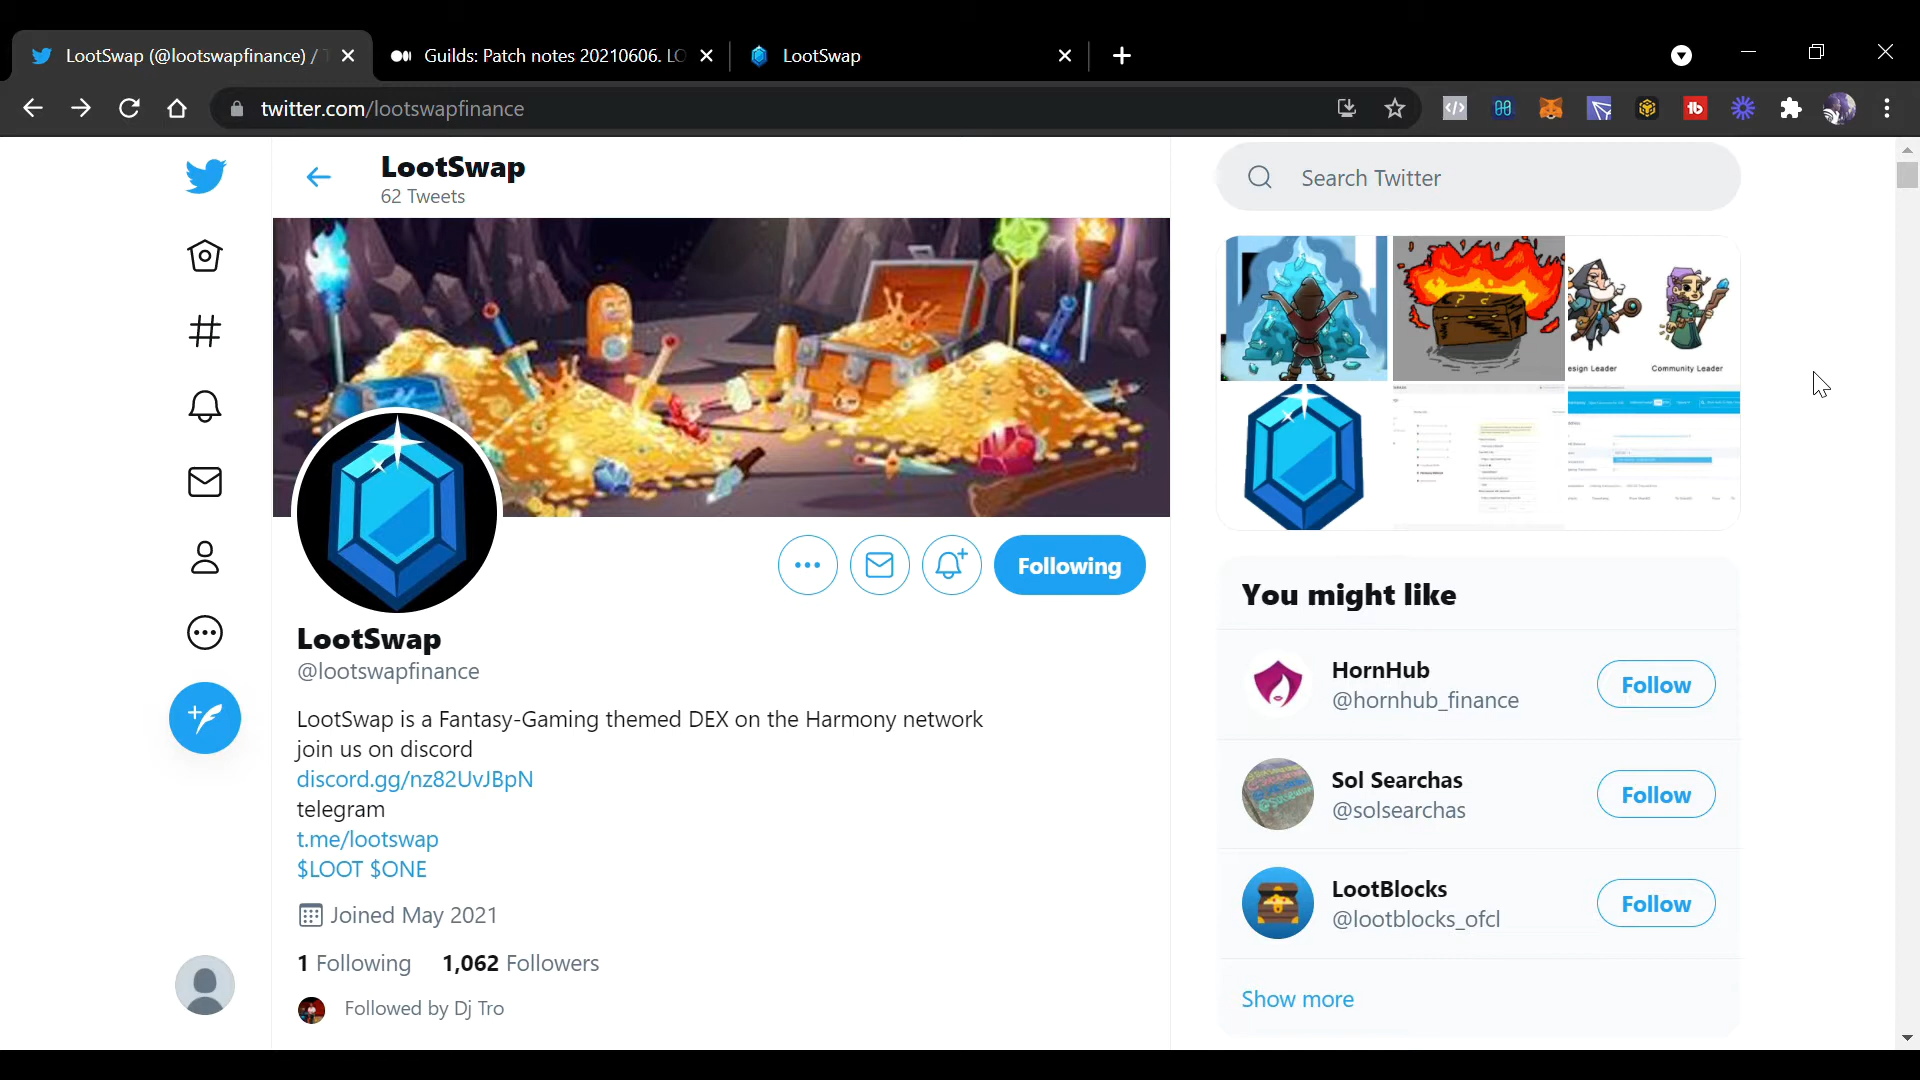 LootSwap (@lootswapfinance) /
Guilds: Patch notes 20210606. LO
LootSwap
twitter.com/lootswapfinance
LootSwap
62 Tweets
Search Twitter
esign Leader
Community Leader
Following
LootSwap
@lootswapfinance
LootSwap is a Fantasy-Gaming themed DEX on the Harmony network
join us on discord
discord.gg/nz82UvJBpN
telegram
t.me/lootswap
$LOOT $ONE
Joined May 2021
1 Following 1,062 Followers
Followed by Dj Tro
You might like
HornHub
@hornhub_finance
Follow
Sol Searchas
@solsearchas
Follow
LootBlocks
@lootblocks_ofcl
Follow
Show more